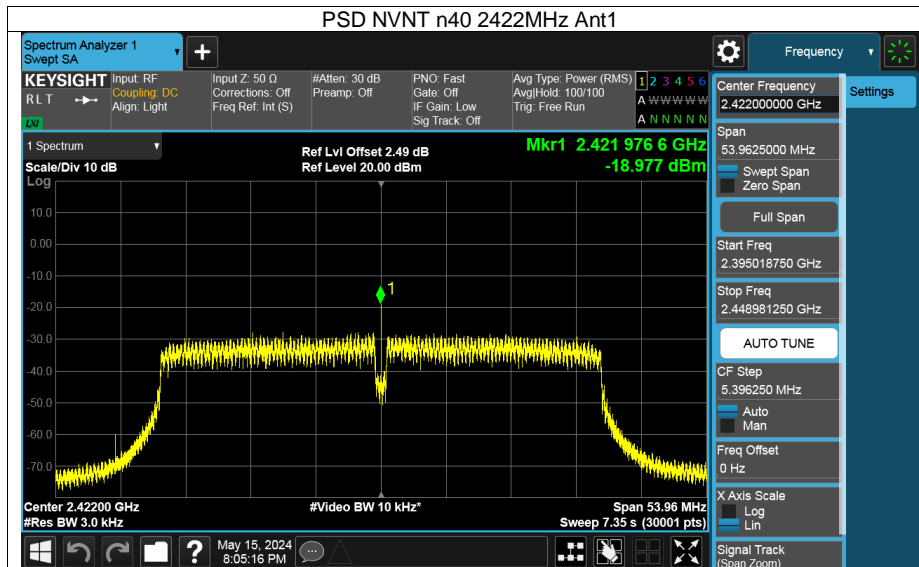 PSD NVNT n40 2422MHz Ant1
Spectrum Analyzer 1
Swept SA
+
Frequency
KEYSIGHT
RLT
LXI
Input: RF
Coupling: DC
Align: Light
Input Z: 50 Ω
Corrections: Off
Freq Ref: Int (S)
#Atten: 30 dB
Preamp: Off
PNO: Fast
Gate: Off
IF Gain: Low
Sig Track: Off
Avg Type: Power (RMS)
Avg|Hold: 100/100
Trig: Free Run
1 2 3 4 5 6
A W W W W W
A N N N N N
1 Spectrum
Scale/Div 10 dB
Log
Ref Lvl Offset 2.49 dB
Ref Level 20.00 dBm
Mkr1 2.421 976 6 GHz
-18.977 dBm
10.0
0.00
-10.0
-20.0
-30.0
-40.0
-50.0
-60.0
-70.0
1
Center 2.42200 GHz
#Res BW 3.0 kHz
#Video BW 10 kHz*
Span 53.96 MHz
Sweep 7.35 s (30001 pts)
?
May 15, 2024
8:05:16 PM
Center Frequency
2.422000000 GHz
Span
53.9625000 MHz
Swept Span
Zero Span
Full Span
Start Freq
2.395018750 GHz
Stop Freq
2.448981250 GHz
AUTO TUNE
CF Step
5.396250 MHz
Auto
Man
Freq Offset
0 Hz
X Axis Scale
Log
Lin
Signal Track
(Span Zoom)
Settings